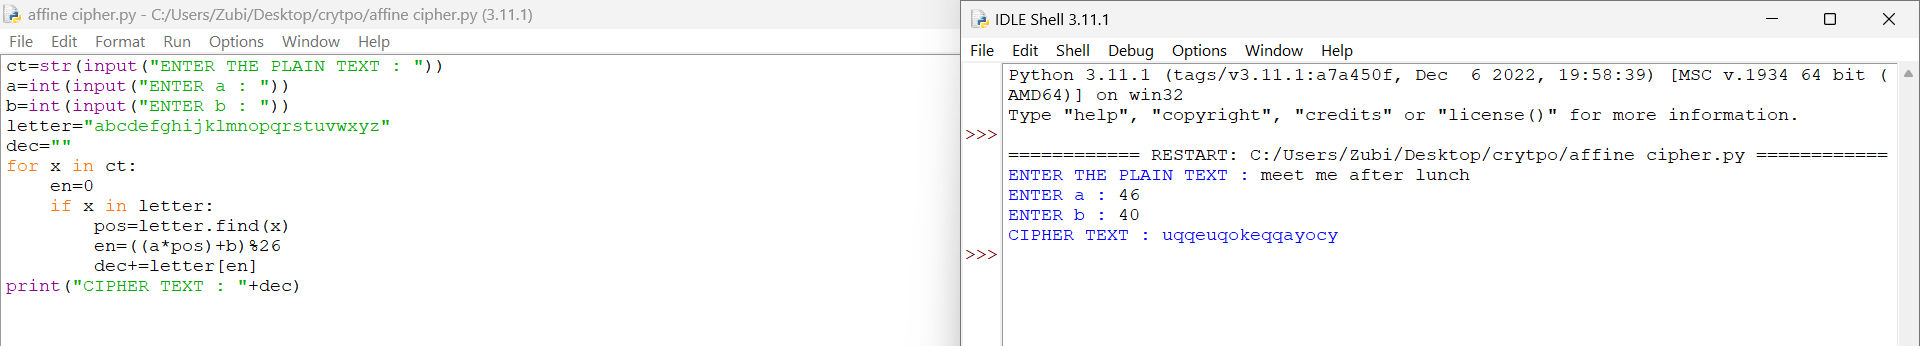 affine cipher.py - C:/Users/Zubi/Desktop/crytpo/affine cipher.py (3.11.1)
File Edit Format Run Options Window Help
ct=str(input("ENTER THE PLAIN TEXT : "))
a=int(input("ENTER a : "))
b=int(input("ENTER b : "))
letter="abcdefghijklmnopqrstuvwxyz"
dec=""
for x in ct:
    en=0
    if x in letter:
        pos=letter.find(x)
        en=((a*pos)+b)%26
        dec+=letter[en]
print("CIPHER TEXT : "+dec)
IDLE Shell 3.11.1
File Edit Shell Debug Options Window Help
Python 3.11.1 (tags/v3.11.1:a7a450f, Dec  6 2022, 19:58:39) [MSC v.1934 64 bit (
AMD64)] on win32
Type "help", "copyright", "credits" or "license()" for more information.
>>>
============ RESTART: C:/Users/Zubi/Desktop/crytpo/affine cipher.py ============
ENTER THE PLAIN TEXT : meet me after lunch
ENTER a : 46
ENTER b : 40
CIPHER TEXT : uqqeuqokeqqayocy
>>>